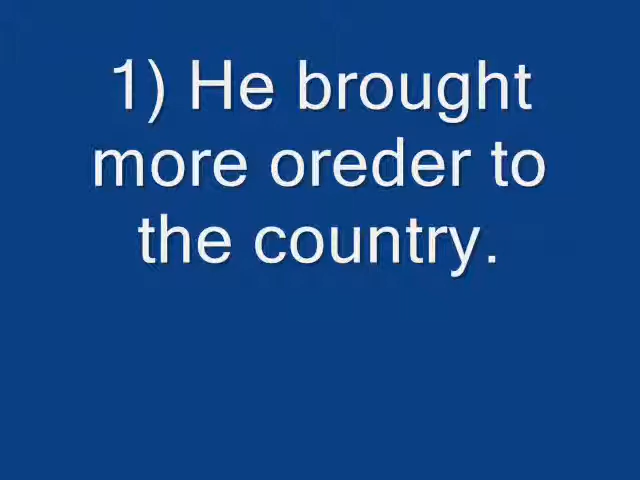 1) He brought
more oreder to
the country.